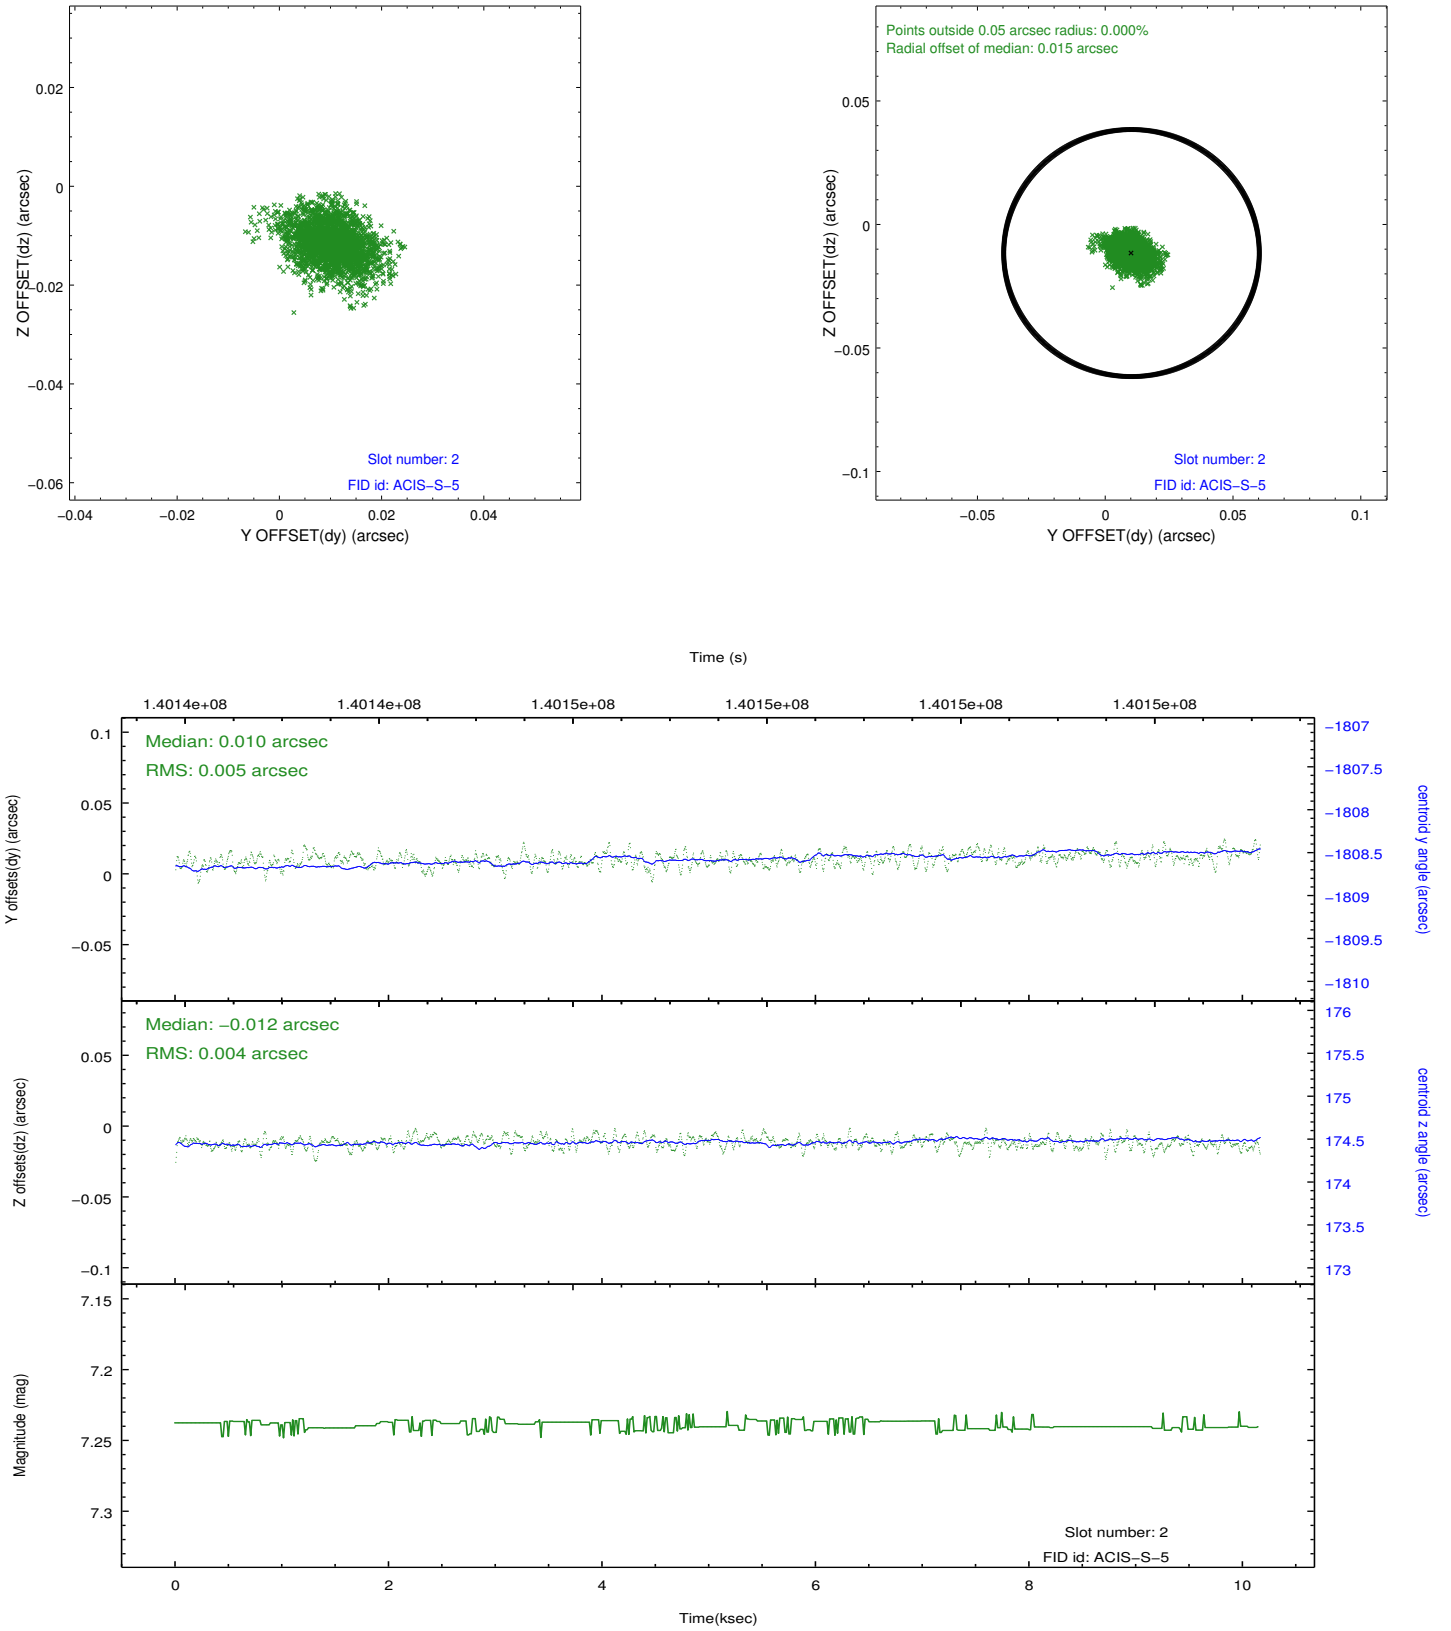 0.02
0
−0.02
−0.04
−0.06
Z OFFSET(dz) (arcsec)
Slot number: 2
FID id: ACIS−S−5
−0.04
−0.02
0
0.02
0.04
Y OFFSET(dy) (arcsec)
Points outside 0.05 arcsec radius: 0.000%
Radial offset of median: 0.015 arcsec
0.05
0
−0.05
−0.1
Z OFFSET(dz) (arcsec)
Slot number: 2
FID id: ACIS−S−5
−0.05
0
0.05
0.1
Y OFFSET(dy) (arcsec)
Time (s)
1.4014e+08
1.4014e+08
1.4015e+08
1.4015e+08
1.4015e+08
1.4015e+08
Median: 0.010 arcsec
RMS: 0.005 arcsec
0.1
0.05
0
−0.05
Y offsets(dy) (arcsec)
−1807
−1807.5
−1808
−1808.5
−1809
−1809.5
−1810
centroid y angle (arcsec)
Median: −0.012 arcsec
RMS: 0.004 arcsec
0.05
0
−0.05
−0.1
Z offsets(dz) (arcsec)
176
175.5
175
174.5
174
173.5
173
centroid z angle (arcsec)
7.15
7.2
7.25
7.3
Magnitude (mag)
Slot number: 2
FID id: ACIS−S−5
0
2
4
6
8
10
Time(ksec)